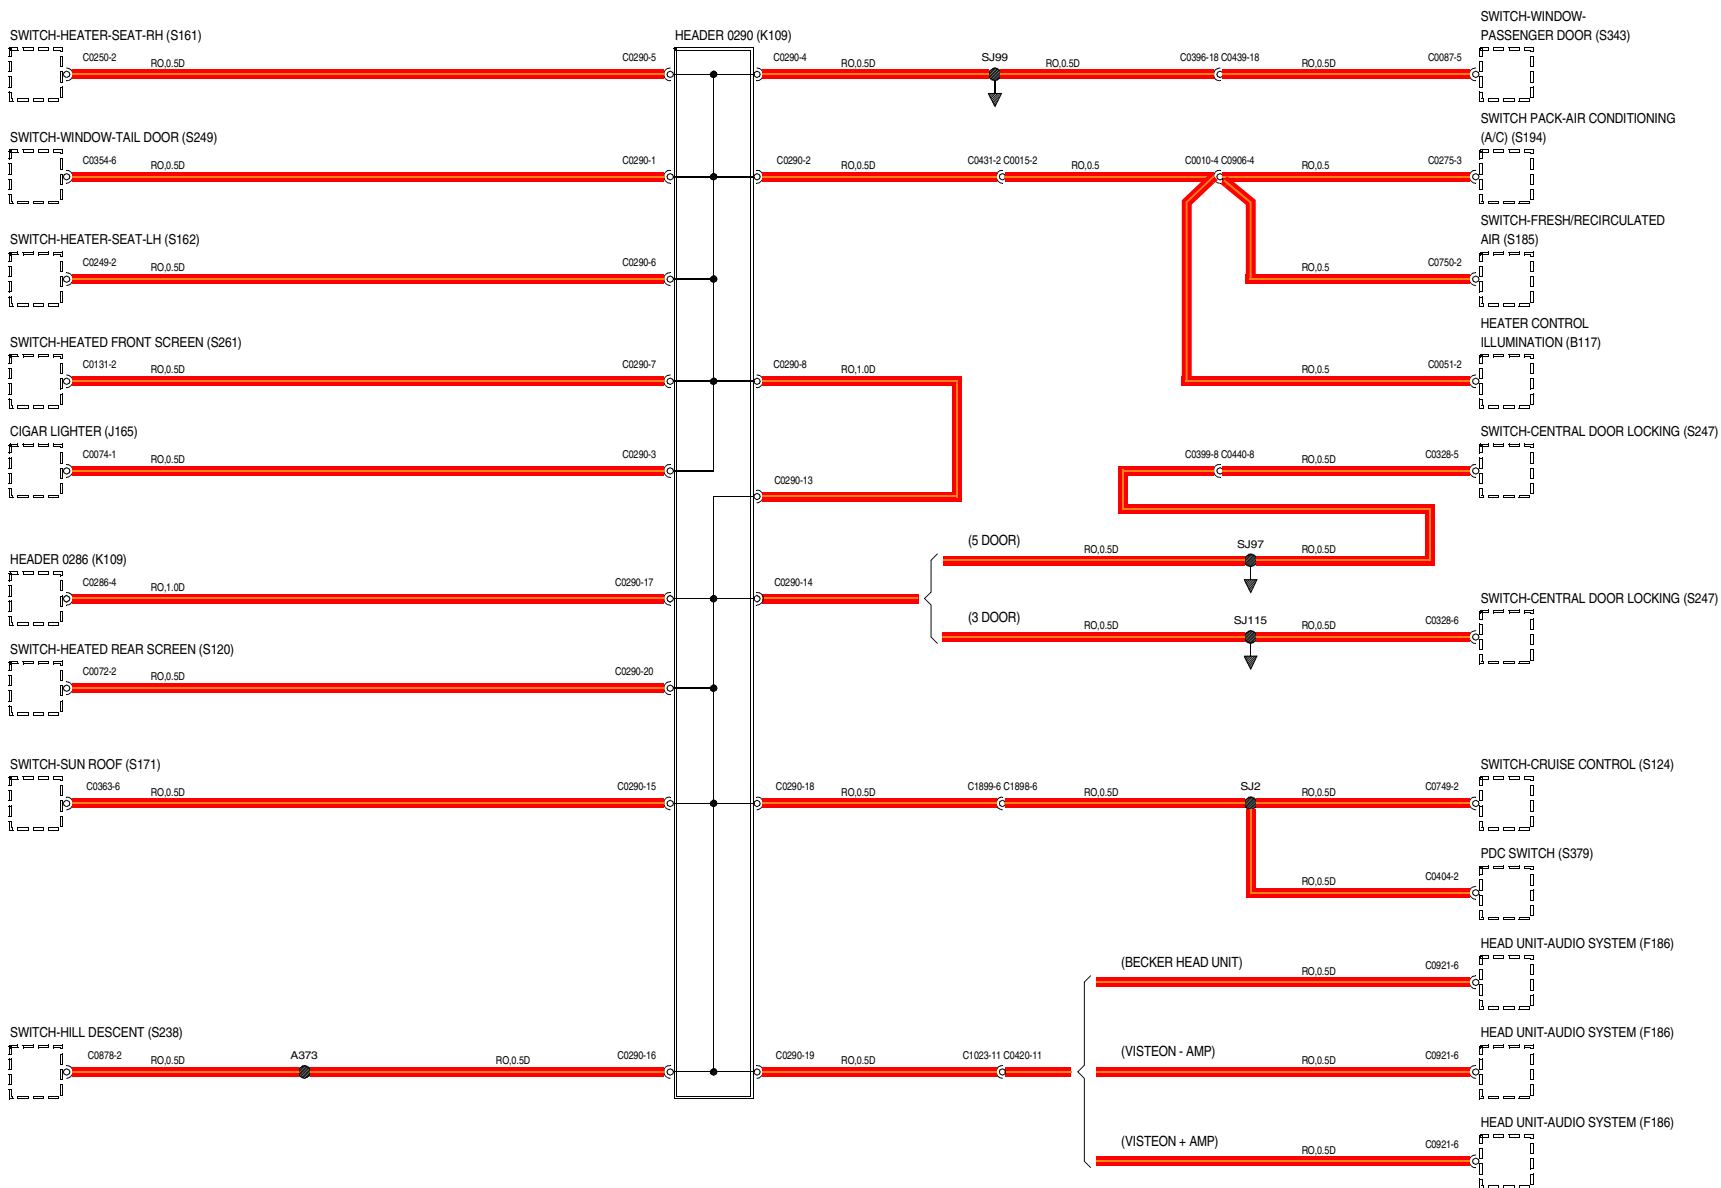 SWITCH-WINDOW-
SWITCH-HEATER-SEAT-RH (S161)
HEADER 0290 (K109)
PASSENGER DOOR (S343)
C0250-2
RO,0.5D
C0290-5
C0290-4
RO,0.5D
SJ99
RO,0.5D
C0396-18 C0439-18
RO,0.5D
C0087-5
SWITCH PACK-AIR CONDITIONING
SWITCH-WINDOW-TAIL DOOR (S249)
(A/C) (S194)
C0354-6
RO,0.5D
C0290-1
C0290-2
RO,0.5D
C0431-2 C0015-2
RO,0.5
C0010-4 C0906-4
RO,0.5
C0275-3
SWITCH-FRESH/RECIRCULATED
SWITCH-HEATER-SEAT-LH (S162)
AIR (S185)
C0249-2
RO,0.5D
C0290-6
RO,0.5
C0750-2
HEATER CONTROL
SWITCH-HEATED FRONT SCREEN (S261)
ILLUMINATION (B117)
C0131-2
RO,0.5D
C0290-7
C0290-8
RO,1.0D
RO,0.5
C0051-2
CIGAR LIGHTER (J165)
SWITCH-CENTRAL DOOR LOCKING (S247)
C0074-1
RO,0.5D
C0290-3
C0399-8 C0440-8
RO,0.5D
C0328-5
C0290-13
(5 DOOR)
RO,0.5D
SJ97
RO,0.5D
HEADER 0286 (K109)
C0286-4
RO,1.0D
C0290-17
C0290-14
SWITCH-CENTRAL DOOR LOCKING (S247)
(3 DOOR)
RO,0.5D
SJ115
RO,0.5D
C0328-6
SWITCH-HEATED REAR SCREEN (S120)
C0072-2
RO,0.5D
C0290-20
SWITCH-SUN ROOF (S171)
SWITCH-CRUISE CONTROL (S124)
C0363-6
RO,0.5D
C0290-15
C0290-18
RO,0.5D
C1899-6 C1898-6
RO,0.5D
SJ2
RO,0.5D
C0749-2
PDC SWITCH (S379)
RO,0.5D
C0404-2
HEAD UNIT-AUDIO SYSTEM (F186)
(BECKER HEAD UNIT)
RO,0.5D
C0921-6
SWITCH-HILL DESCENT (S238)
HEAD UNIT-AUDIO SYSTEM (F186)
C0878-2
RO,0.5D
A373
RO,0.5D
C0290-16
C0290-19
RO,0.5D
C1023-11 C0420-11
(VISTEON - AMP)
RO,0.5D
C0921-6
HEAD UNIT-AUDIO SYSTEM (F186)
(VISTEON + AMP)
RO,0.5D
C0921-6